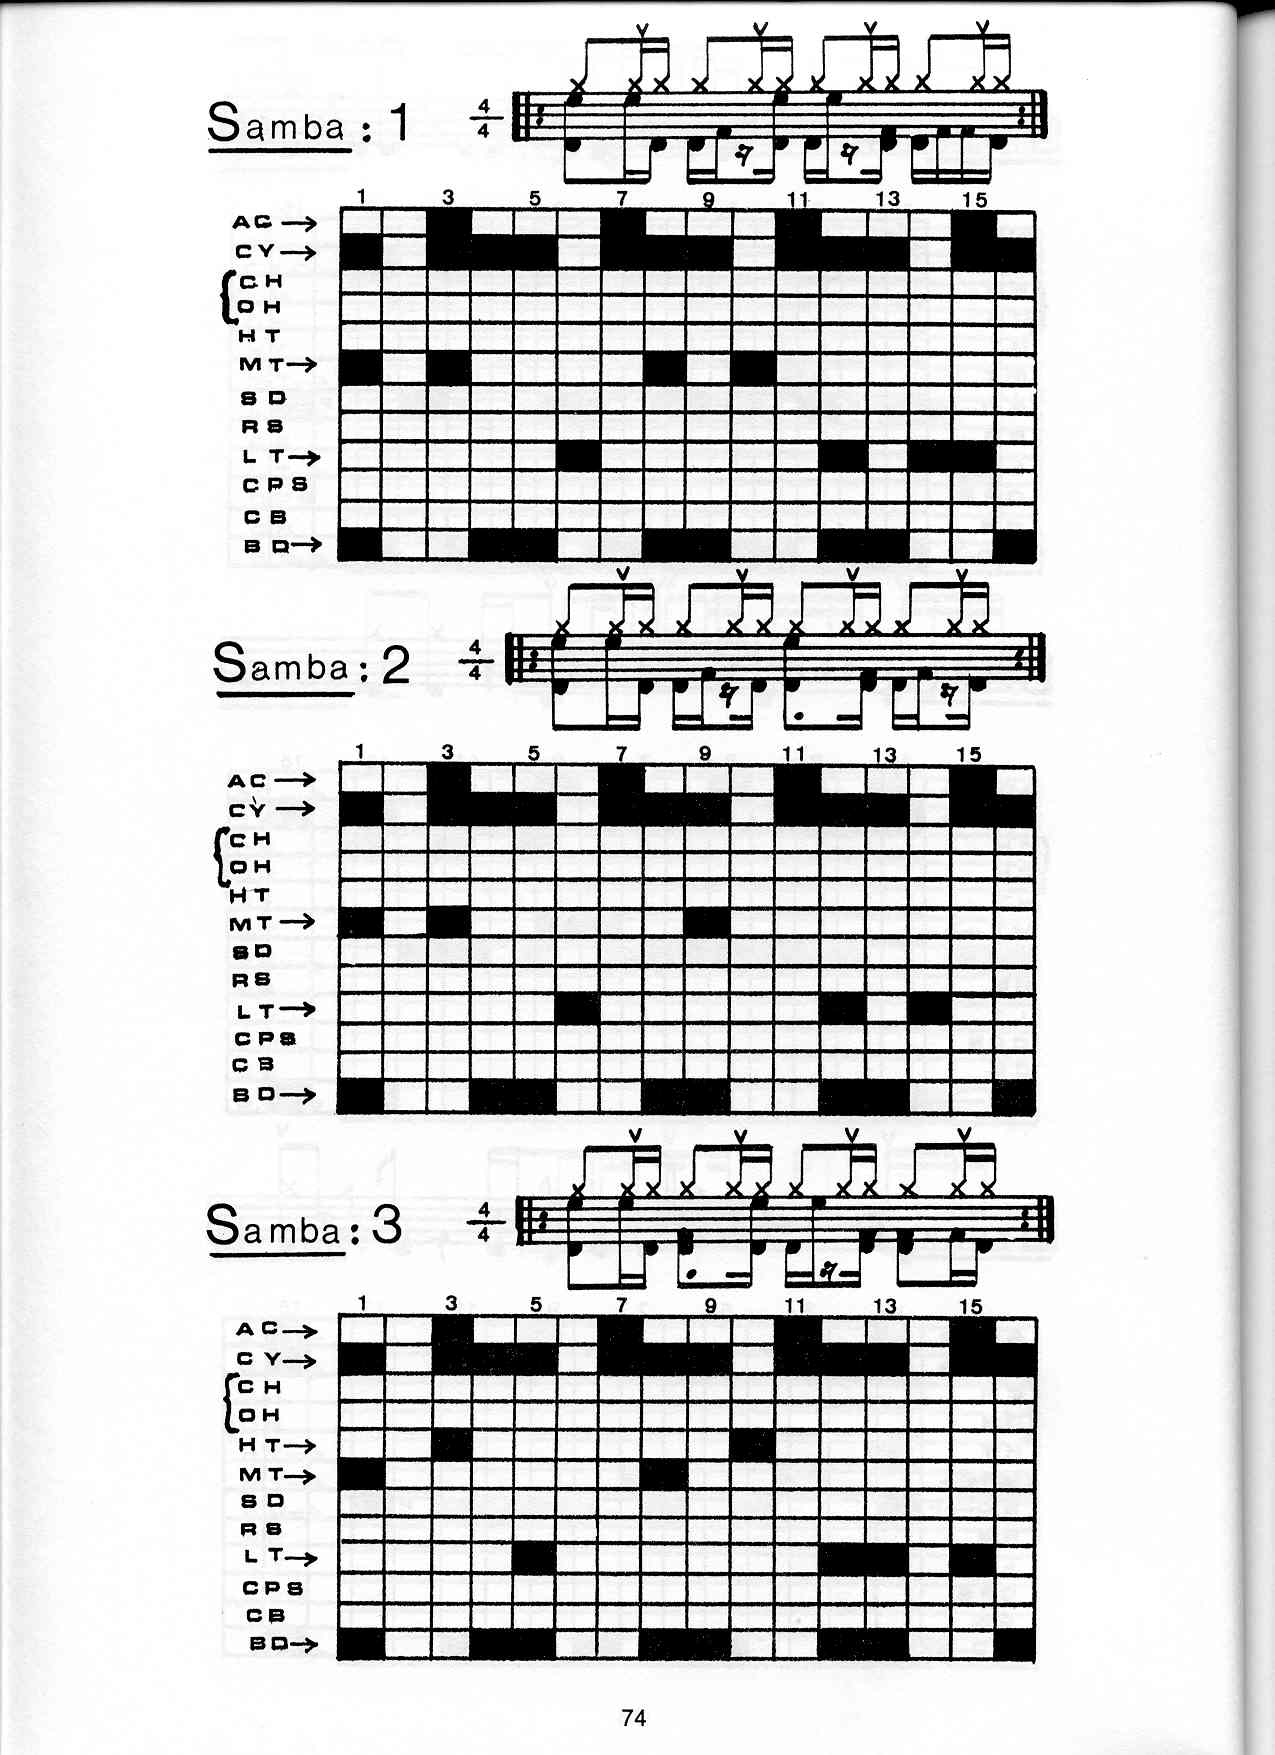 Samba: 1 4/4
1 3 5 7 9 11 13 15
AC→
CY→
CH
OH
HT
MT→
SD
RS
LT→
CPS
CB
BD→
Samba: 2 4/4
1 3 5 7 9 11 13 15
AC→
CY→
CH
OH
HT
MT→
SD
RS
LT→
CPS
CB
BD→
Samba: 3 4/4
1 3 5 7 9 11 13 15
AC→
CY→
CH
OH
HT→
MT→
SD
RS
LT→
CPS
CB
BD→
74